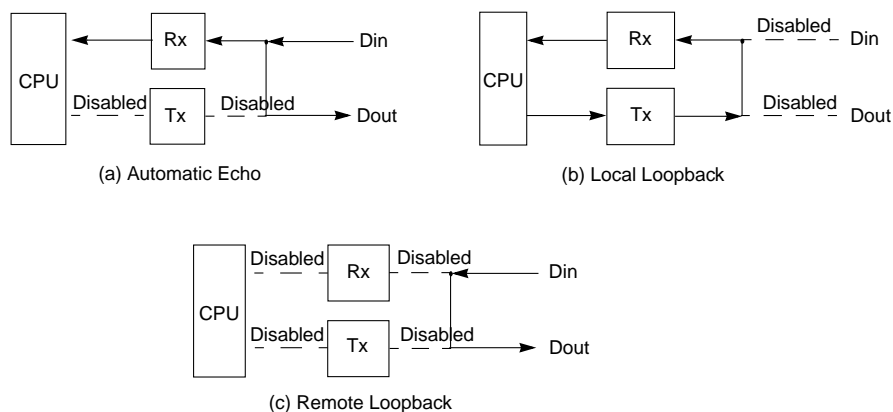 Rx
Din
CPU
Disabled
Tx
Disabled
Dout
(a) Automatic Echo
Disabled
Rx
Din
CPU
Disabled
Tx
Dout
(b) Local Loopback
Disabled
Rx
Disabled
Din
CPU
Disabled
Tx
Disabled
Dout
(c) Remote Loopback